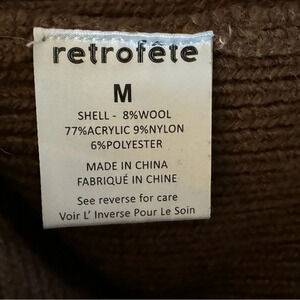 retrofête
M
SHELL - 8%WOOL
77%ACRYLIC 9%NYLON
6%POLYESTER
MADE IN CHINA
FABRIQUÉ IN CHINE
See reverse for care
Voir L' Inverse Pour Le Soin